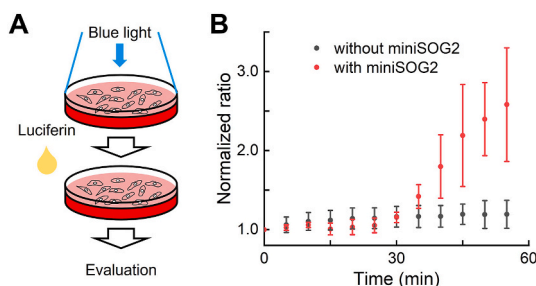 A
Blue light
Luciferin
Evaluation
B
without miniSOG2
with miniSOG2
Normalized ratio
3.0
2.0
1.0
0
30
60
Time (min)